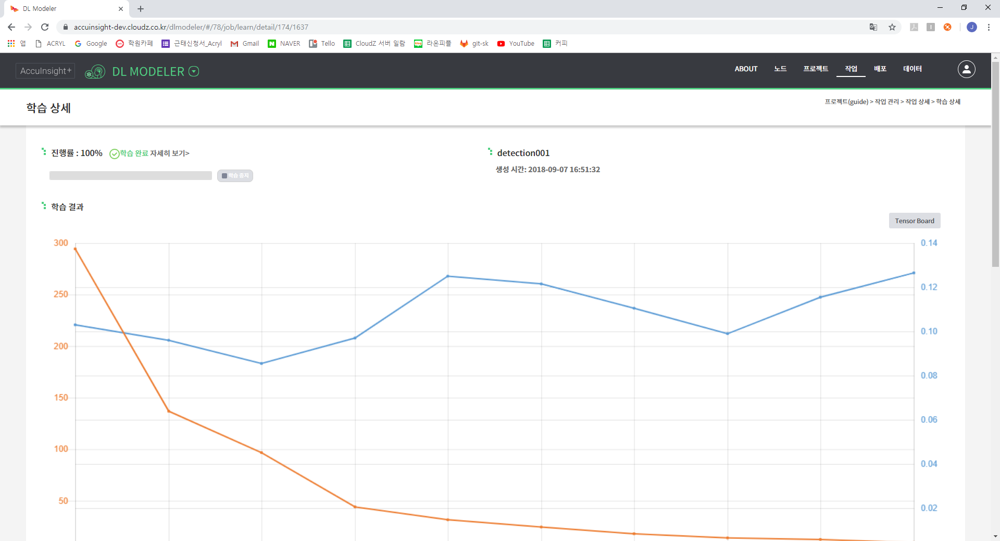 DL Modeler
accuinsight-dev.cloudz.co.kr/dlmodeler/#/78/job/learn/detail/174/1637
J
앱 ACRYL Google 학원카페 근태신청서_Acryl Gmail NAVER Tello CloudZ 서버 일람 라온피플 git-sk YouTube 커피
AccuInsight+ DL MODELER ABOUT 노드 프로젝트 작업 배포 데이터
학습 상세
프로젝트(guide) > 작업 관리 > 작업 상세 > 학습 상세
진행률 : 100% 학습 완료 자세히 보기>
학습 중지
detection001
생성 시간: 2018-09-07 16:51:32
학습 결과
Tensor Board
300
250
200
150
100
50
0.14
0.12
0.10
0.08
0.06
0.04
0.02